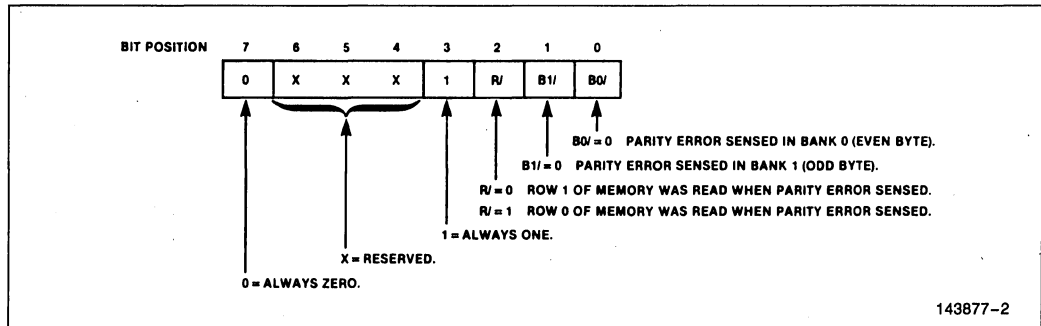 BIT POSITION 7 6 5 4 3 2 1 0
0 X X X 1 R/ B1/ B0/
B0/ = 0 PARITY ERROR SENSED IN BANK 0 (EVEN BYTE).
B1/ = 0 PARITY ERROR SENSED IN BANK 1 (ODD BYTE).
R/ = 0 ROW 1 OF MEMORY WAS READ WHEN PARITY ERROR SENSED.
R/ = 1 ROW 0 OF MEMORY WAS READ WHEN PARITY ERROR SENSED.
1 = ALWAYS ONE.
X = RESERVED.
0 = ALWAYS ZERO.
143877–2